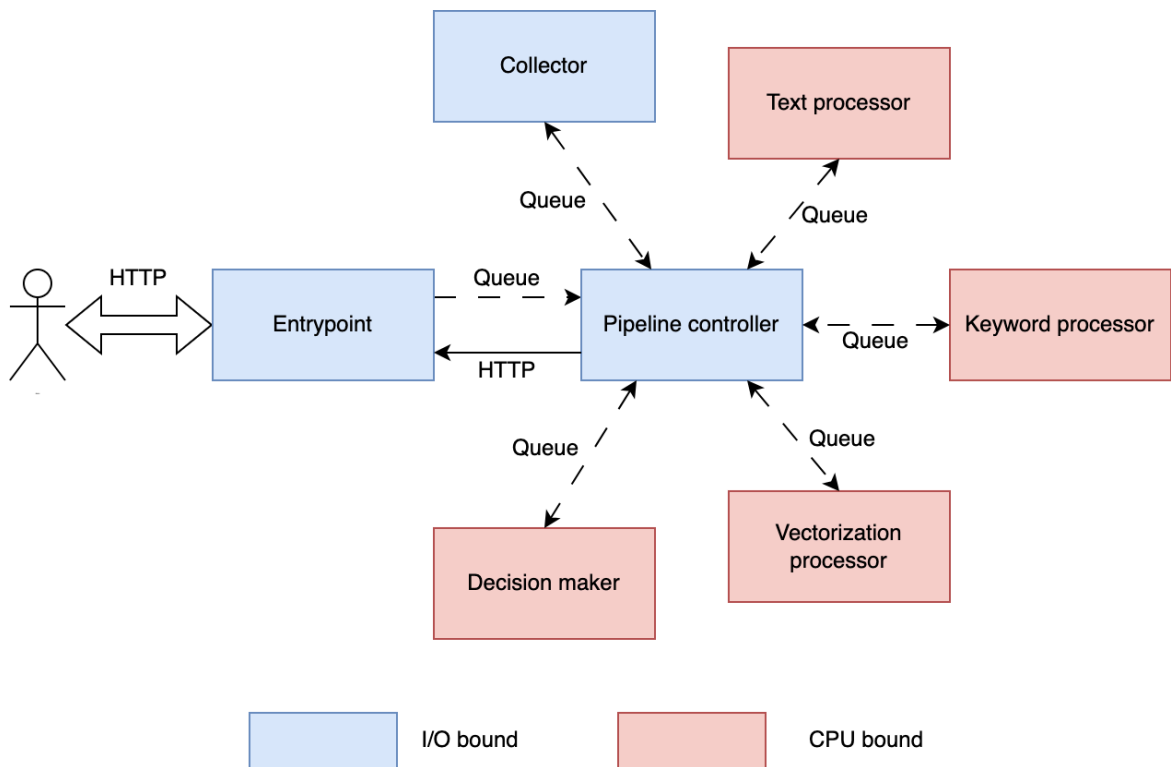 Collector
Text processor
Queue
Queue
HTTP
Queue
Entrypoint
Pipeline controller
Keyword processor
Queue
HTTP
Queue
Queue
Vectorization
processor
Decision maker
I/O bound
CPU bound